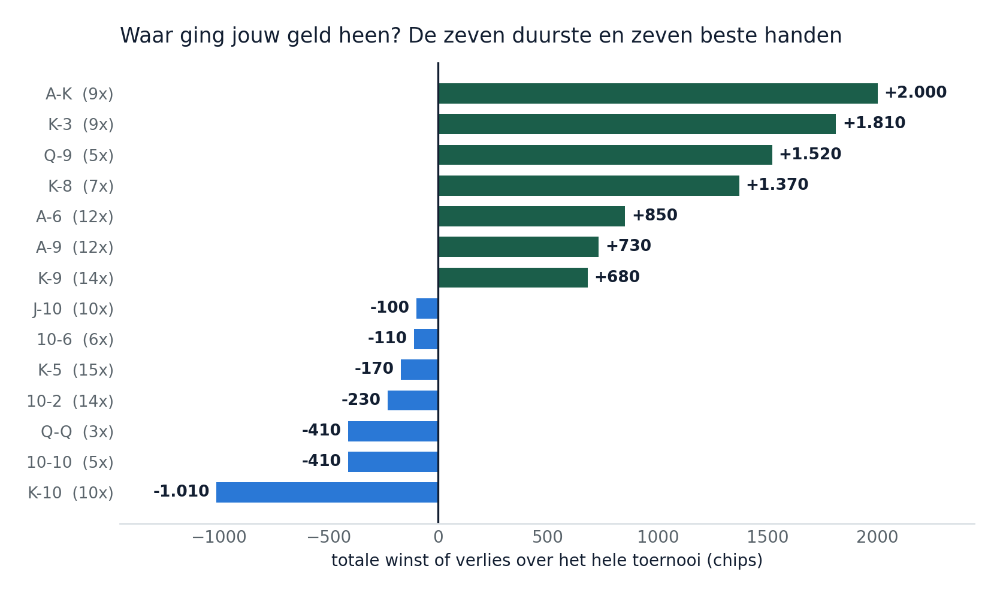 Waar ging jouw geld heen? De zeven duurste en zeven beste handen
A-K (9x) +2.000
K-3 (9x) +1.810
Q-9 (5x) +1.520
K-8 (7x) +1.370
A-6 (12x) +850
A-9 (12x) +730
K-9 (14x) +680
J-10 (10x) -100
10-6 (6x) -110
K-5 (15x) -170
10-2 (14x) -230
Q-Q (3x) -410
10-10 (5x) -410
K-10 (10x) -1.010
−1000 −500 0 500 1000 1500 2000
totale winst of verlies over het hele toernooi (chips)